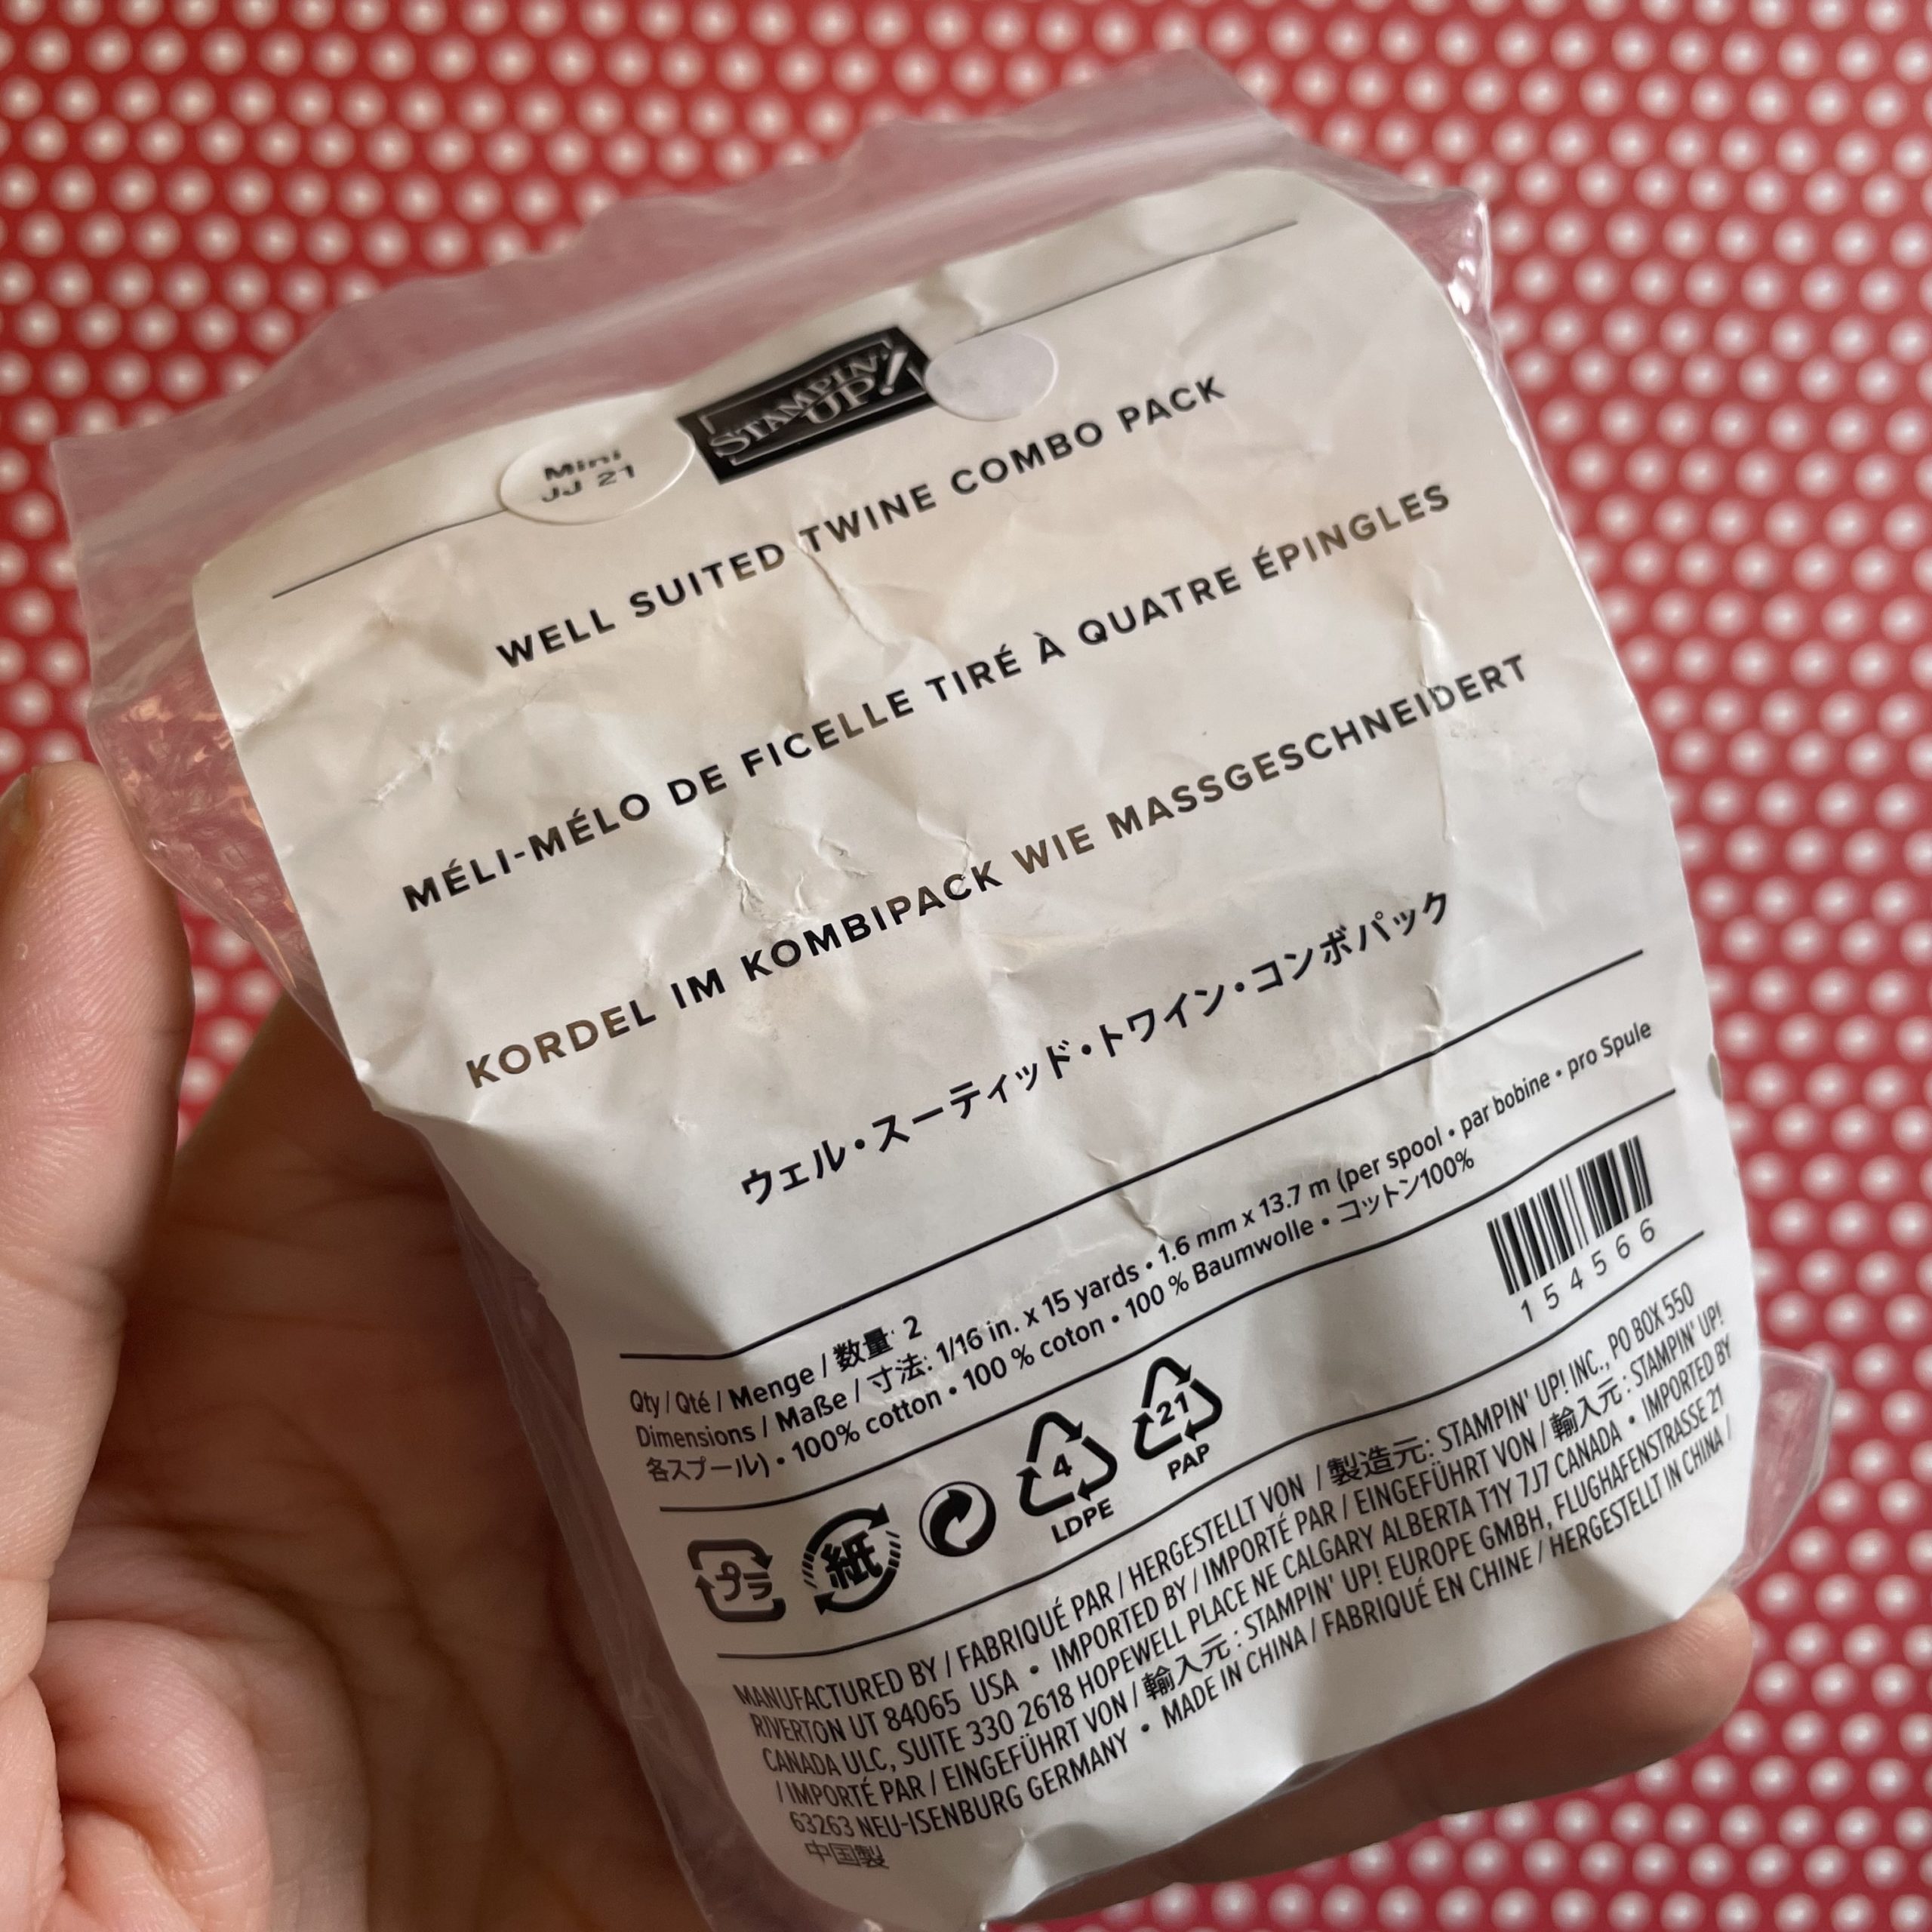 STAMPIN' UP!
Mini
JJ 21
WELL SUITED TWINE COMBO PACK
MÉLI-MÉLO DE FICELLE TIRÉ À QUATRE ÉPINGLES
KORDEL IM KOMBIPACK WIE MASSGESCHNEIDERT
ウェル・スーティッド・トワイン・コンボパック
Qty / Qté / Menge / 数量: 2
Dimensions / Maße / 寸法: 1/16 in. x 15 yards • 1.6 mm x 13.7 m (per spool • par bobine • pro Spule
各スプール) • 100% cotton • 100 % coton • 100 % Baumwolle • コットン100%
154566
プラ
紙
4
LDPE
21
PAP
MANUFACTURED BY / FABRIQUÉ PAR / HERGESTELLT VON / 製造元: STAMPIN' UP! INC., PO BOX 550
RIVERTON UT 84065 USA • IMPORTED BY / IMPORTÉ PAR / EINGEFÜHRT VON / 輸入元: STAMPIN' UP!
CANADA ULC, SUITE 330 2618 HOPEWELL PLACE NE CALGARY ALBERTA T1Y 7J7 CANADA • IMPORTED BY
/ IMPORTÉ PAR / EINGEFÜHRT VON / 輸入元: STAMPIN' UP! EUROPE GMBH, FLUGHAFENSTRASSE 21
63263 NEU-ISENBURG GERMANY • MADE IN CHINA / FABRIQUÉ EN CHINE / HERGESTELLT IN CHINA /
中国製